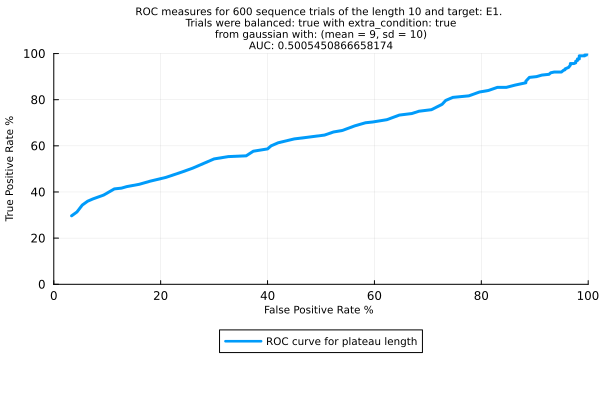 ROC measures for 600 sequence trials of the length 10 and target: E1.
Trials were balanced: true with extra_condition: true
from gaussian with: (mean = 9, sd = 10)
AUC: 0.5005450866658174
100
80
60
40
20
0
True Positive Rate %
0 20 40 60 80 100
False Positive Rate %
ROC curve for plateau length